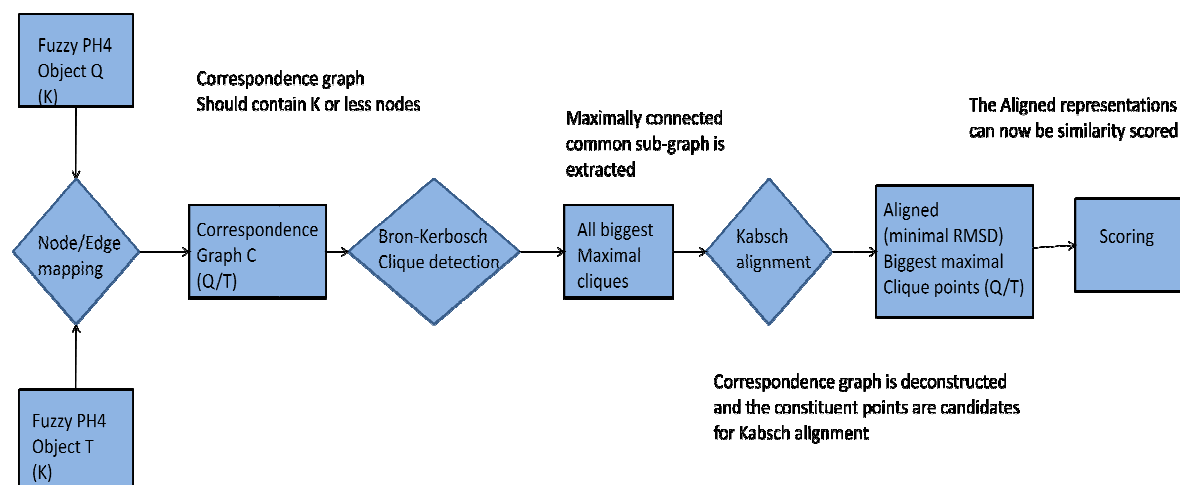 Fuzzy PH4
Object Q
(K)
Correspondence graph
Should contain K or less nodes
Maximally connected
common sub-graph is
extracted
The Aligned representations
can now be similarity scored
Node/Edge
mapping
Correspondence
Graph C
(Q/T)
Bron-Kerbosch
Clique detection
All biggest
Maximal
cliques
Kabsch
alignment
Aligned
(minimal RMSD)
Biggest maximal
Clique points (Q/T)
Scoring
Fuzzy PH4
Object T
(K)
Correspondence graph is deconstructed
and the constituent points are candidates
for Kabsch alignment